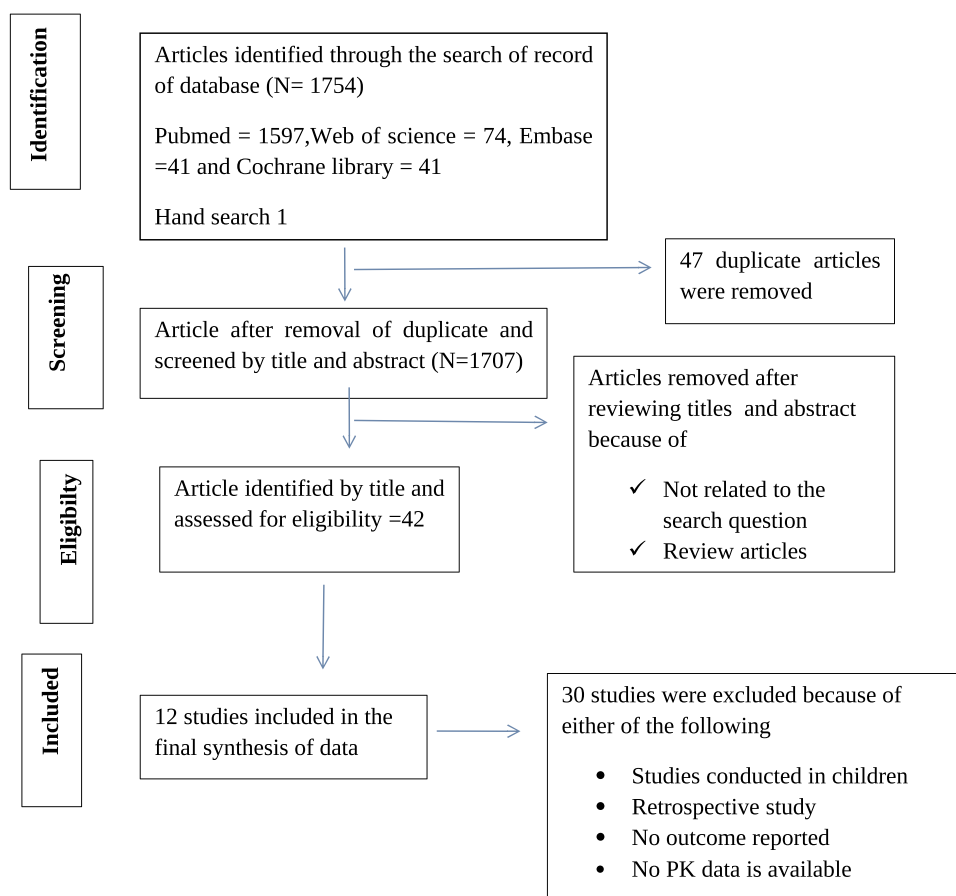 Identification
Articles identified through the search of record
of database (N= 1754)
Pubmed = 1597,Web of science = 74, Embase
=41 and Cochrane library = 41
Hand search 1
47 duplicate articles
were removed
Screening
Article after removal of duplicate and
screened by title and abstract (N=1707)
Articles removed after
reviewing titles and abstract
because of
✓ Not related to the
search question
✓ Review articles
Eligibilty
Article identified by title and
assessed for eligibility =42
Included
12 studies included in the
final synthesis of data
30 studies were excluded because of
either of the following
• Studies conducted in children
• Retrospective study
• No outcome reported
• No PK data is available